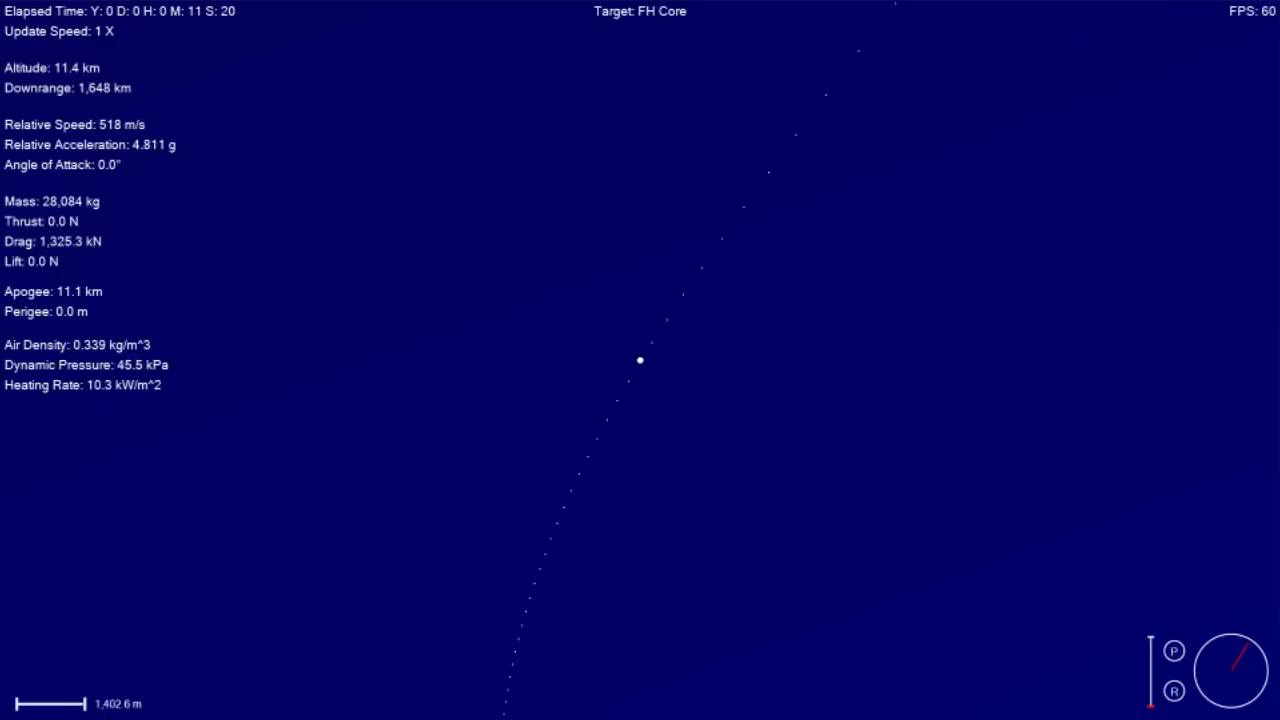 Elapsed Time: Y: 0 D: 0 H: 0 M: 11 S: 20
Target: FH Core
FPS: 60
Update Speed: 1 X
Altitude: 11.4 km
Downrange: 1,648 km
Relative Speed: 518 m/s
Relative Acceleration: 4.811 g
Angle of Attack: 0.0°
Mass: 28,084 kg
Thrust: 0.0 N
Drag: 1,325.3 kN
Lift: 0.0 N
Apogee: 11.1 km
Perigee: 0.0 m
Air Density: 0.339 kg/m^3
Dynamic Pressure: 45.5 kPa
Heating Rate: 10.3 kW/m^2
P
R
1,402.6 m